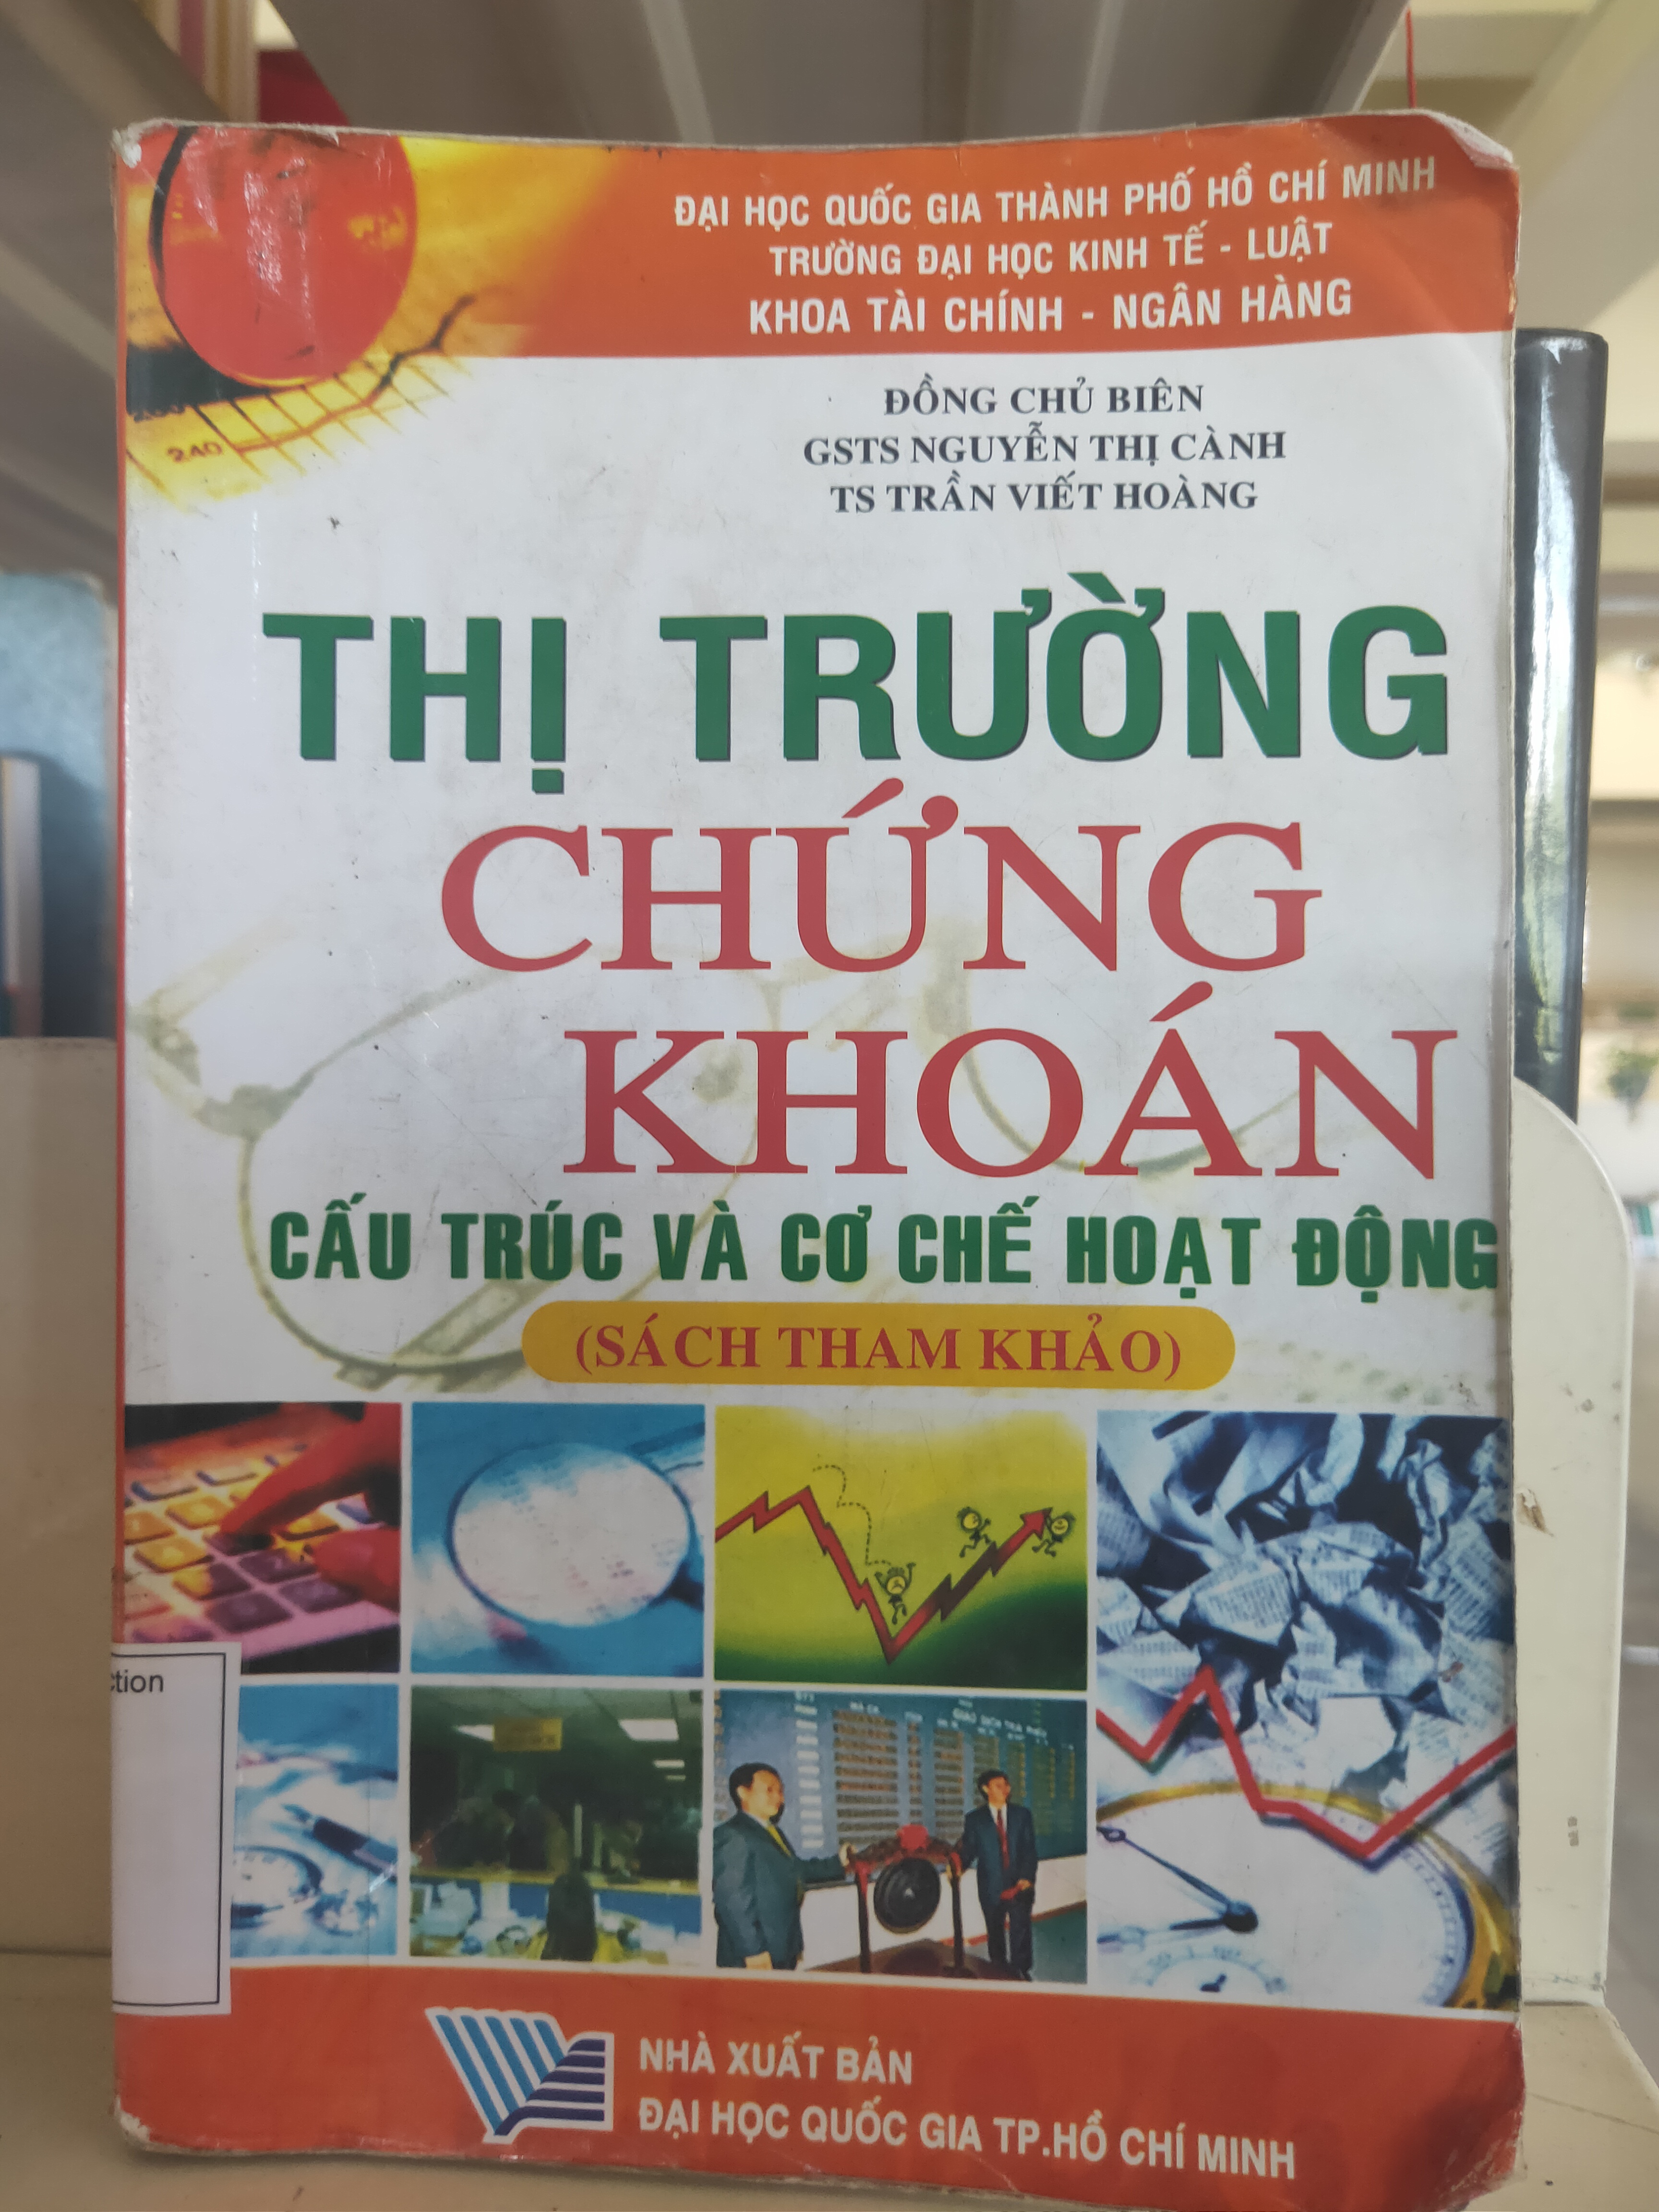 ĐẠI HỌC QUỐC GIA THÀNH PHỐ HỒ CHÍ MINH
TRƯỜNG ĐẠI HỌC KINH TẾ - LUẬT
KHOA TÀI CHÍNH - NGÂN HÀNG
240
ĐỒNG CHỦ BIÊN
GSTS NGUYỄN THỊ CÀNH
TS TRẦN VIẾT HOÀNG
THỊ TRƯỜNG
CHỨNG
KHOÁN
CẤU TRÚC VÀ CƠ CHẾ HOẠT ĐỘNG
(SÁCH THAM KHẢO)
ction
NHÀ XUẤT BẢN
ĐẠI HỌC QUỐC GIA TP.HỒ CHÍ MINH